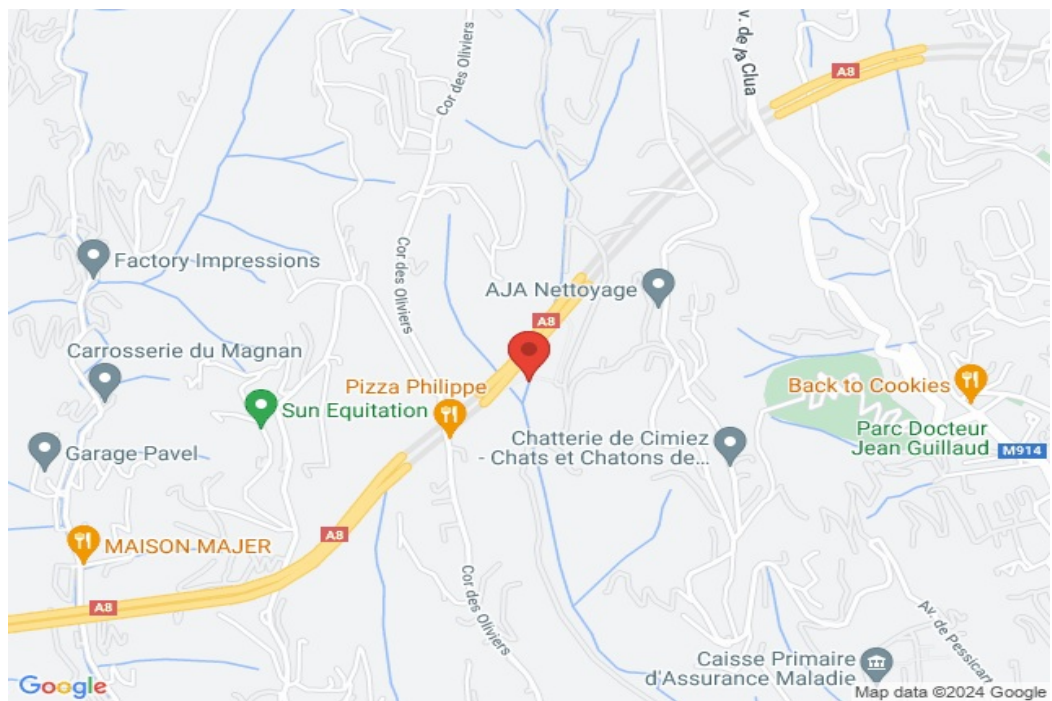 Cor des Oliviers
v. de la Clua
A8
Factory Impressions
Cor des Oliviers
AJA Nettoyage
A8
Carrosserie du Magnan
Pizza Philippe
Sun Equitation
Back to Cookies
Parc Docteur
Jean Guillaud
M914
Chatterie de Cimiez
- Chats et Chatons de...
Garage Pavel
A8
MAISON MAJER
A8
Cor des Oliviers
Av. de Pessicart
Caisse Primaire
d'Assurance Maladie
Google
Map data ©2024 Google